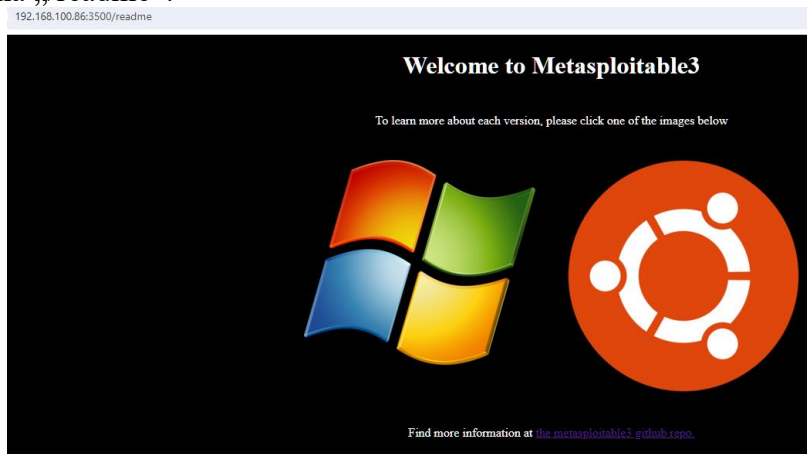 „readme“.
192.168.100.86:3500/readme
Welcome to Metasploitable3
To learn more about each version, please click one of the images below
Find more information at the metasploitable3 github repo.